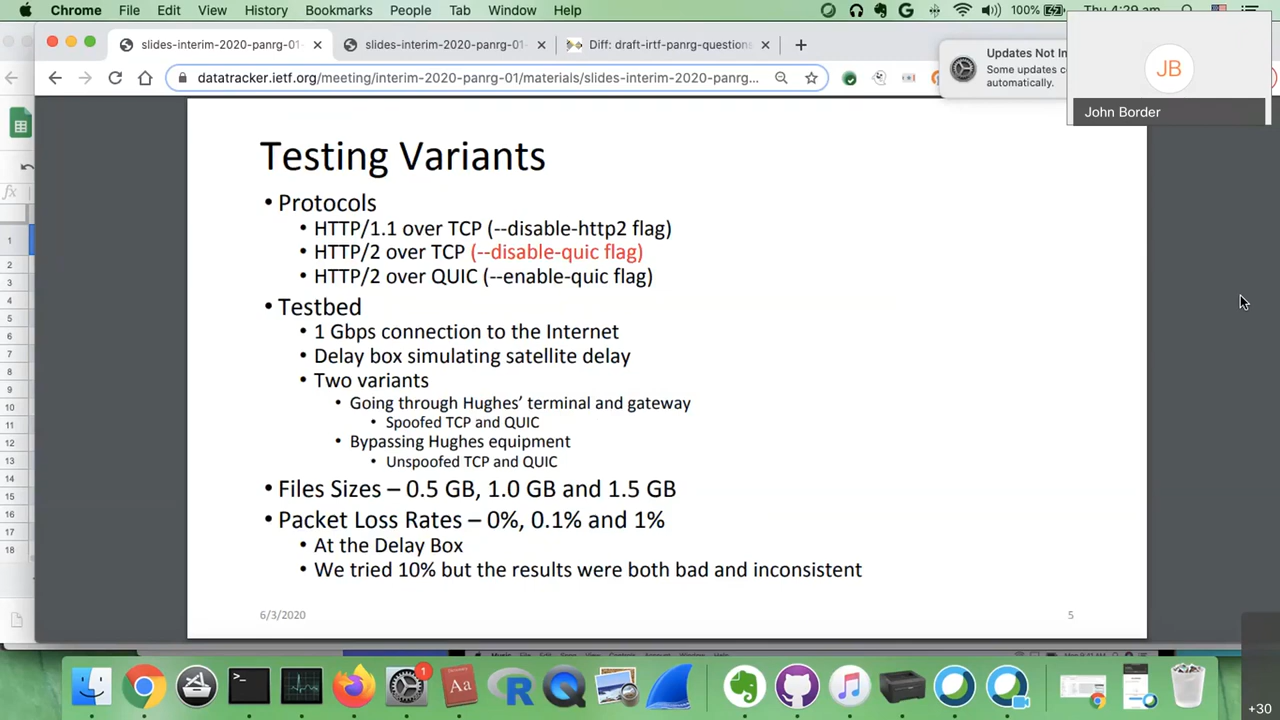 Chrome File Edit View History Bookmarks People Tab Window Help 100% Thu 4:29 am
slides-interim-2020-panrg-01- slides-interim-2020-panrg-01- Diff: draft-irtf-panrg-questions
datatracker.ietf.org/meeting/interim-2020-panrg-01/materials/slides-interim-2020-panrg…
Updates Not In
Some updates c
automatically.
JB
John Border
Testing Variants
• Protocols
• HTTP/1.1 over TCP (--disable-http2 flag)
• HTTP/2 over TCP (--disable-quic flag)
• HTTP/2 over QUIC (--enable-quic flag)
• Testbed
• 1 Gbps connection to the Internet
• Delay box simulating satellite delay
• Two variants
• Going through Hughes’ terminal and gateway
• Spoofed TCP and QUIC
• Bypassing Hughes equipment
• Unspoofed TCP and QUIC
• Files Sizes – 0.5 GB, 1.0 GB and 1.5 GB
• Packet Loss Rates – 0%, 0.1% and 1%
• At the Delay Box
• We tried 10% but the results were both bad and inconsistent
6/3/2020 5
fx
1
2
3
4
5
6
7
8
9
10
11
12
13
14
15
16
17
18
1
Aa
R
+30